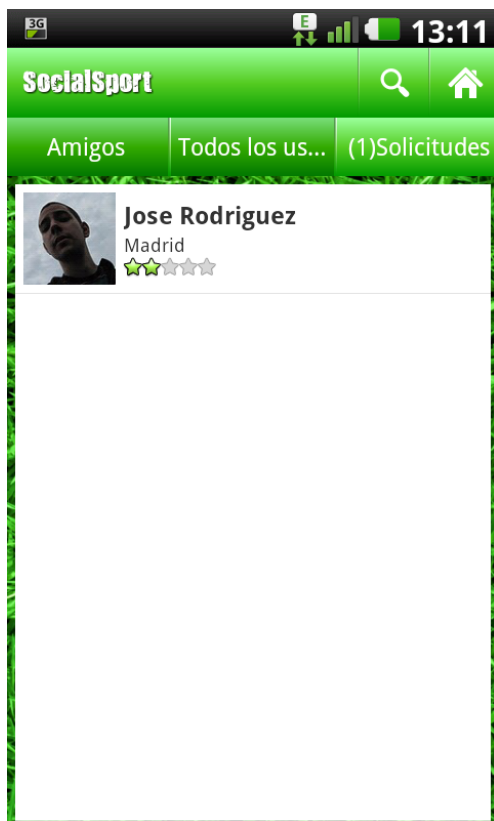 3G
E
13:11
SocialSport
Amigos
Todos los us...
(1)Solicitudes
Jose Rodriguez
Madrid